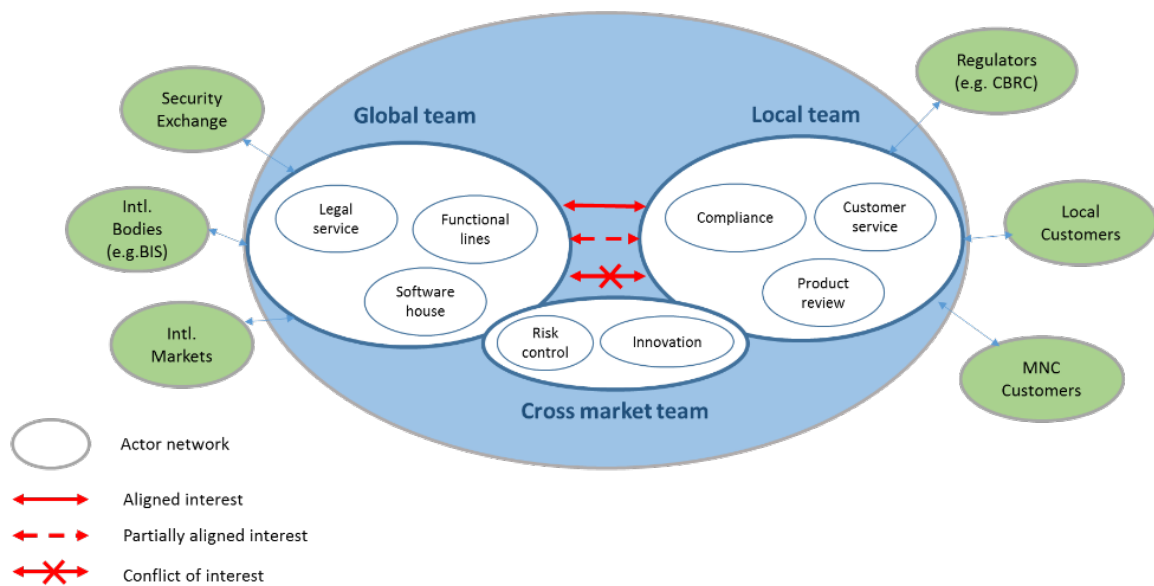 Security
Exchange
Intl.
Bodies
(e.g.BIS)
Intl.
Markets
Global team
Legal
service
Functional
lines
Software
house
Local team
Compliance
Customer
service
Product
review
Risk
control
Innovation
Cross market team
Regulators
(e.g. CBRC)
Local
Customers
MNC
Customers
Actor network
Aligned interest
Partially aligned interest
Conflict of interest